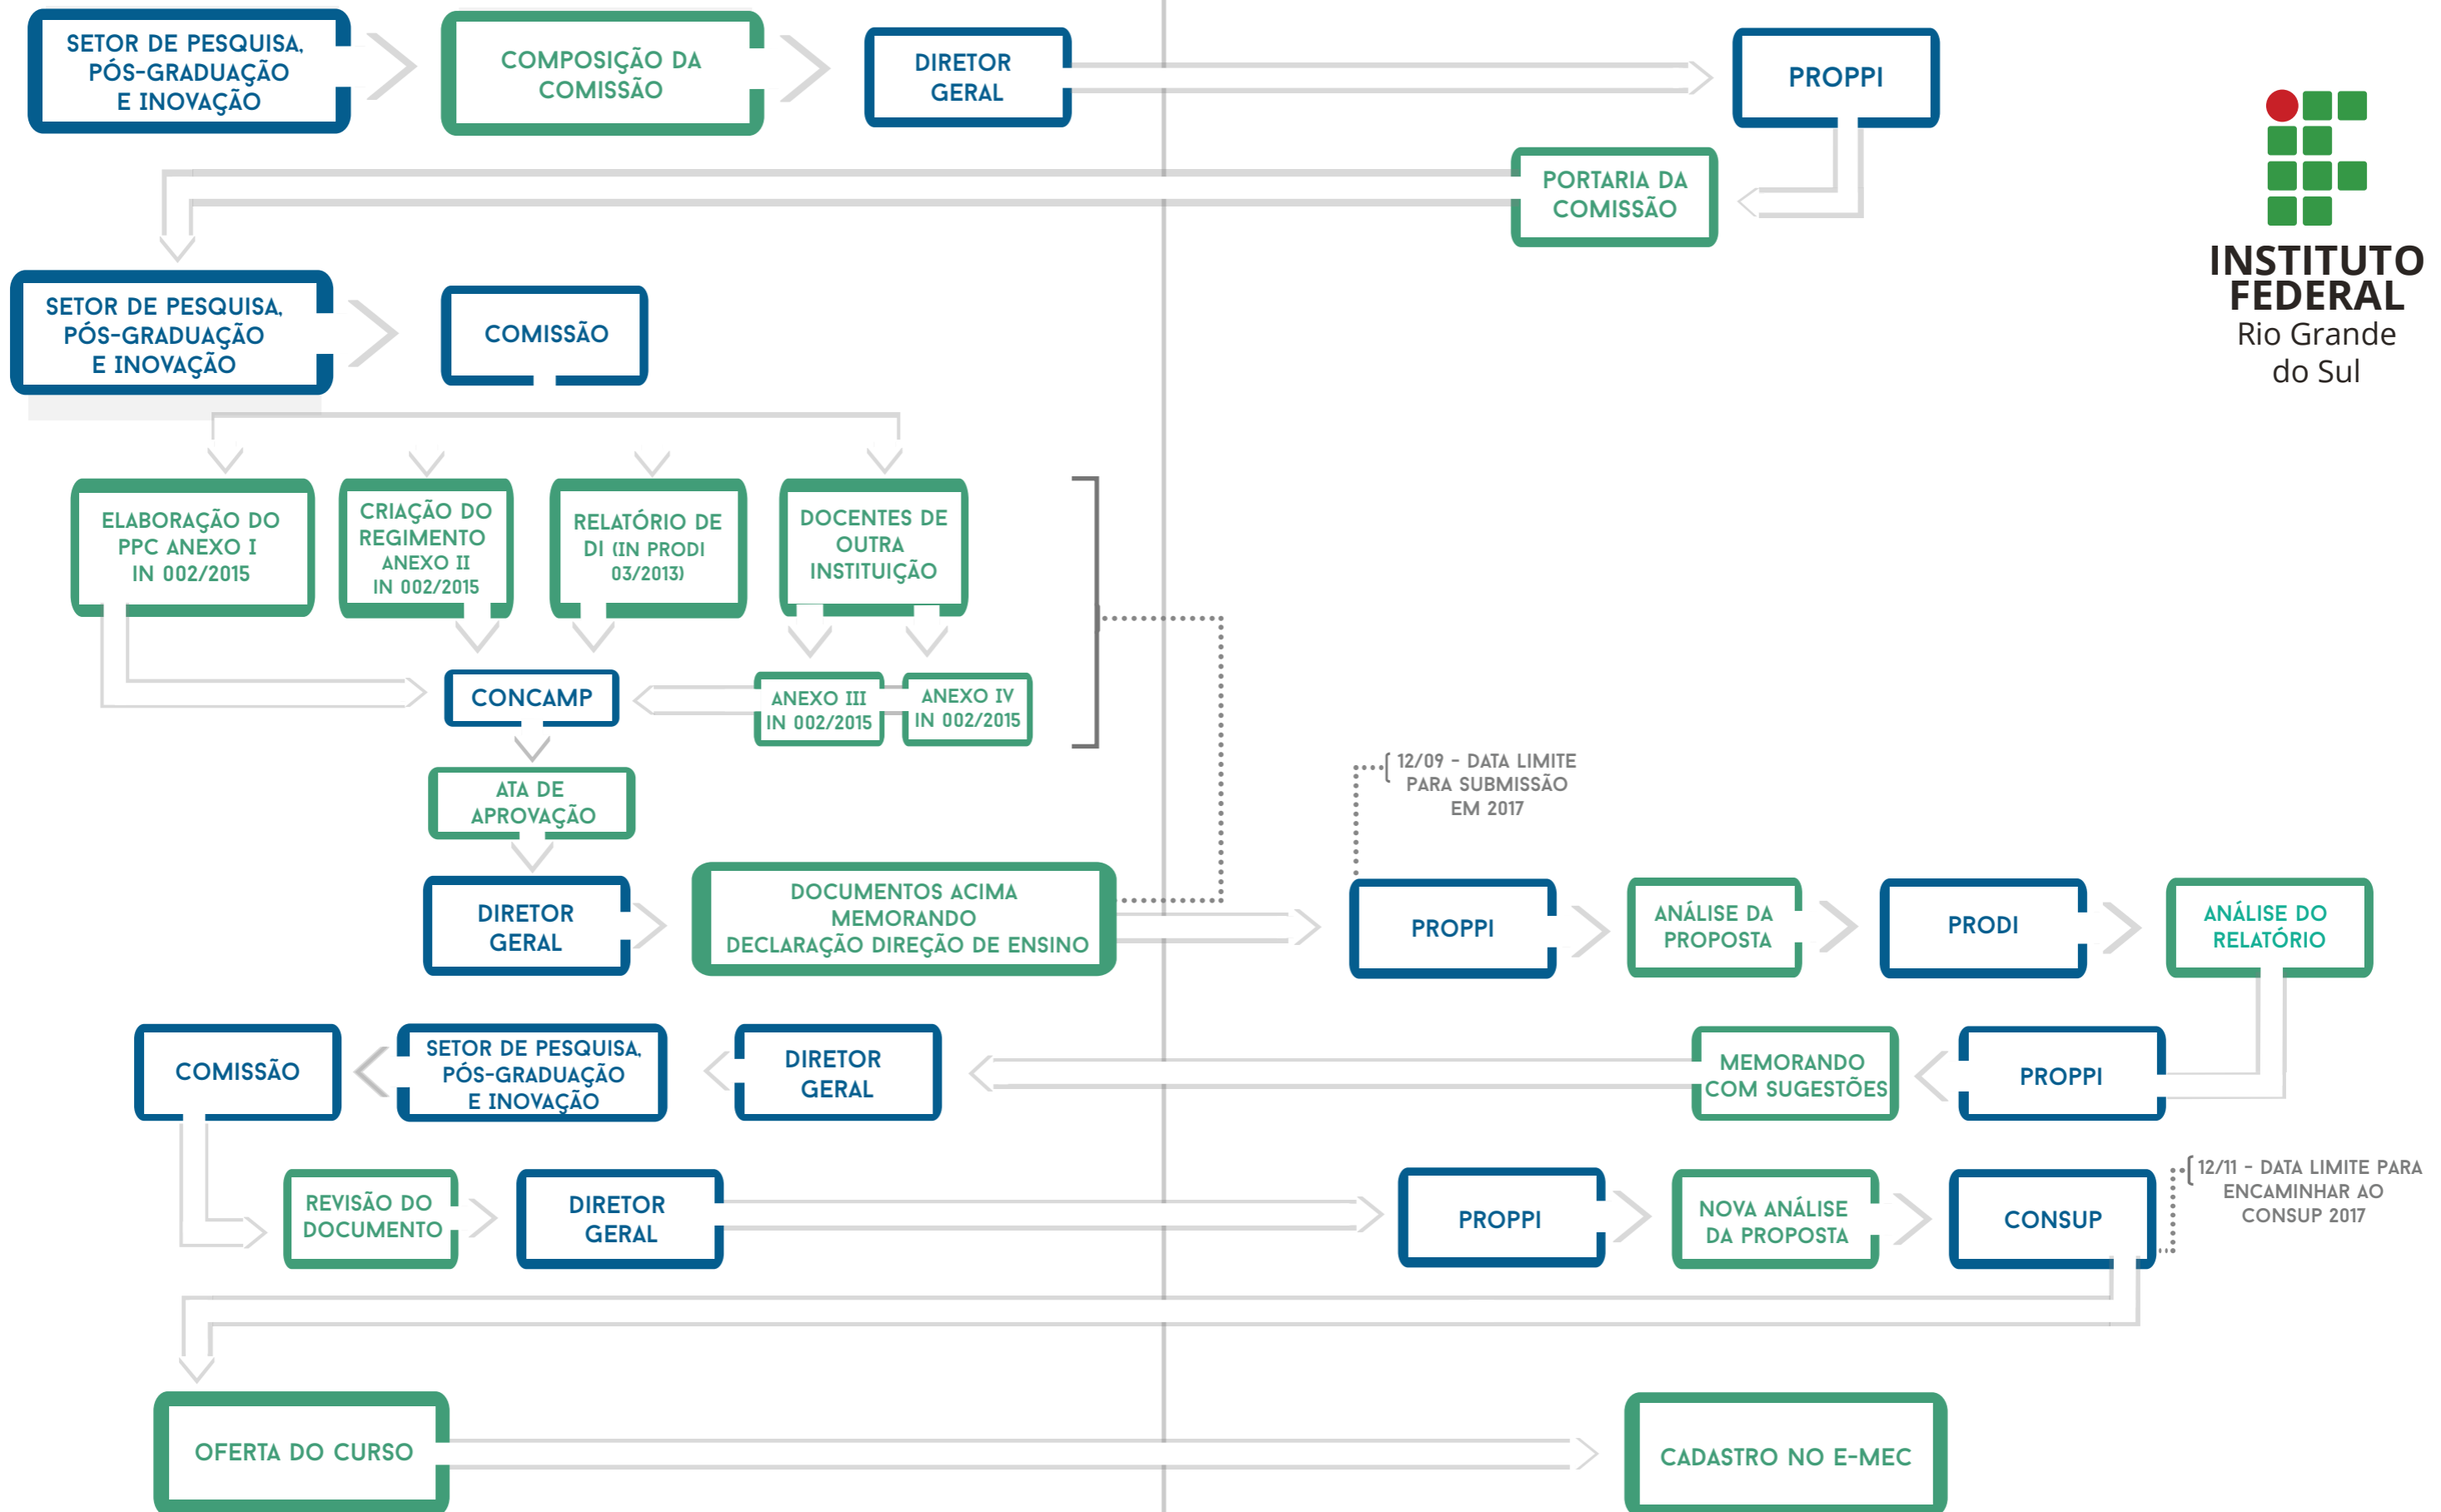 SETOR DE PESQUISA,
PÓS-GRADUAÇÃO
E INOVAÇÃO
COMPOSIÇÃO DA
COMISSÃO
DIRETOR
GERAL
PROPPI
PORTARIA DA
COMISSÃO
INSTITUTO
FEDERAL
Rio Grande
do Sul
SETOR DE PESQUISA,
PÓS-GRADUAÇÃO
E INOVAÇÃO
COMISSÃO
ELABORAÇÃO DO
PPC ANEXO I
IN 002/2015
CRIAÇÃO DO
REGIMENTO
ANEXO II
IN 002/2015
RELATÓRIO DE
DI (IN PRODI
03/2013)
DOCENTES DE
OUTRA
INSTITUIÇÃO
CONCAMP
ANEXO III
IN 002/2015
ANEXO IV
IN 002/2015
ATA DE
APROVAÇÃO
12/09 - DATA LIMITE
PARA SUBMISSÃO
EM 2017
DIRETOR
GERAL
DOCUMENTOS ACIMA
MEMORANDO
DECLARAÇÃO DIREÇÃO DE ENSINO
PROPPI
ANÁLISE DA
PROPOSTA
PRODI
ANÁLISE DO
RELATÓRIO
COMISSÃO
SETOR DE PESQUISA,
PÓS-GRADUAÇÃO
E INOVAÇÃO
DIRETOR
GERAL
MEMORANDO
COM SUGESTÕES
PROPPI
REVISÃO DO
DOCUMENTO
DIRETOR
GERAL
PROPPI
NOVA ANÁLISE
DA PROPOSTA
CONSUP
12/11 - DATA LIMITE PARA
ENCAMINHAR AO
CONSUP 2017
OFERTA DO CURSO
CADASTRO NO E-MEC